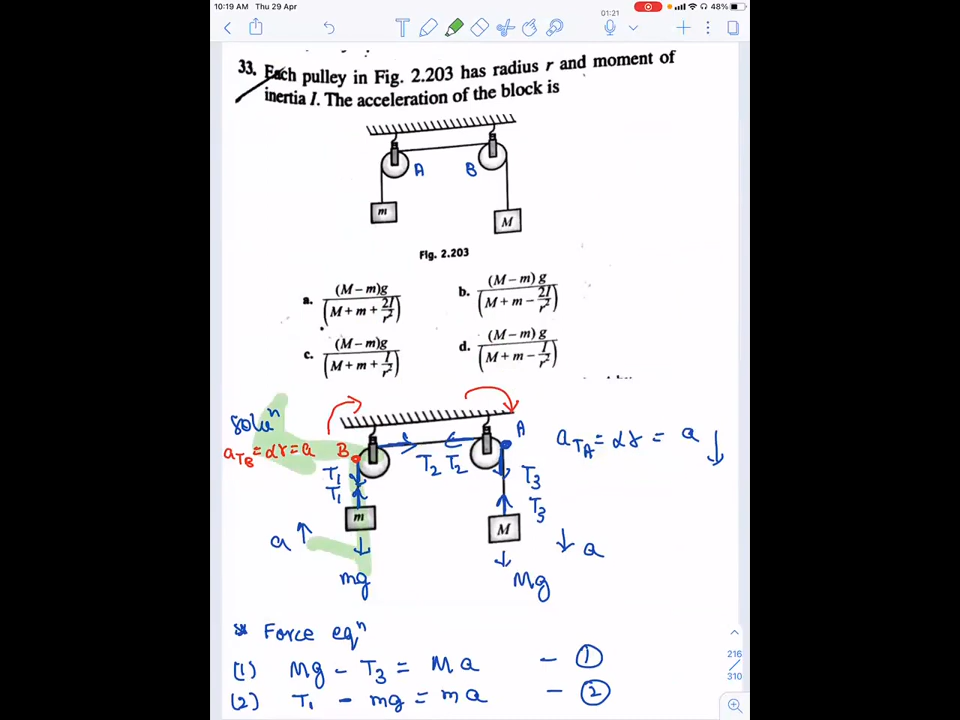 10:19 AM Thu 29 Apr
01:21
48%
33. Each pulley in Fig. 2.203 has radius r and moment of
inertia I. The acceleration of the block is
A
B
m
M
Fig. 2.203
a. (M – m)g / (M + m + 2I/r²)
b. (M – m) g / (M + m – 2I/r²)
c. (M – m)g / (M + m + I/r²)
d. (M – m) g / (M + m – I/r²)
soluⁿ
a_TB = αr = a
B
A
a_TA = αr = a
T₂ T₂
T₁
T₁
T₃
T₃
m
M
a
a
mg
Mg
Force eqⁿ
(1) Mg – T₃ = Ma – ①
(2) T₁ – mg = ma – ②
216
310